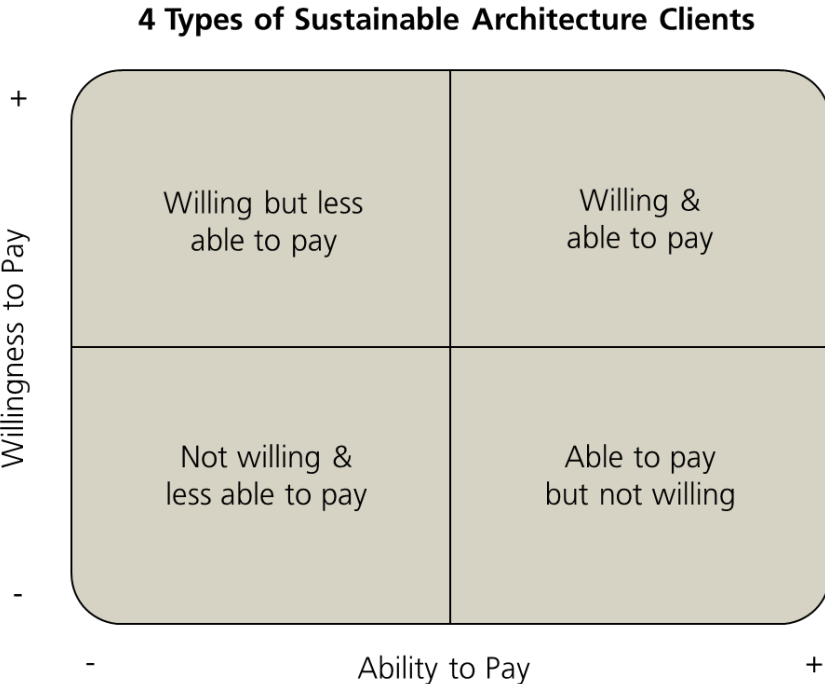 4 Types of Sustainable Architecture Clients
+
Willingness to Pay
-
Willing but less
able to pay
Willing &
able to pay
Not willing &
less able to pay
Able to pay
but not willing
-
Ability to Pay
+